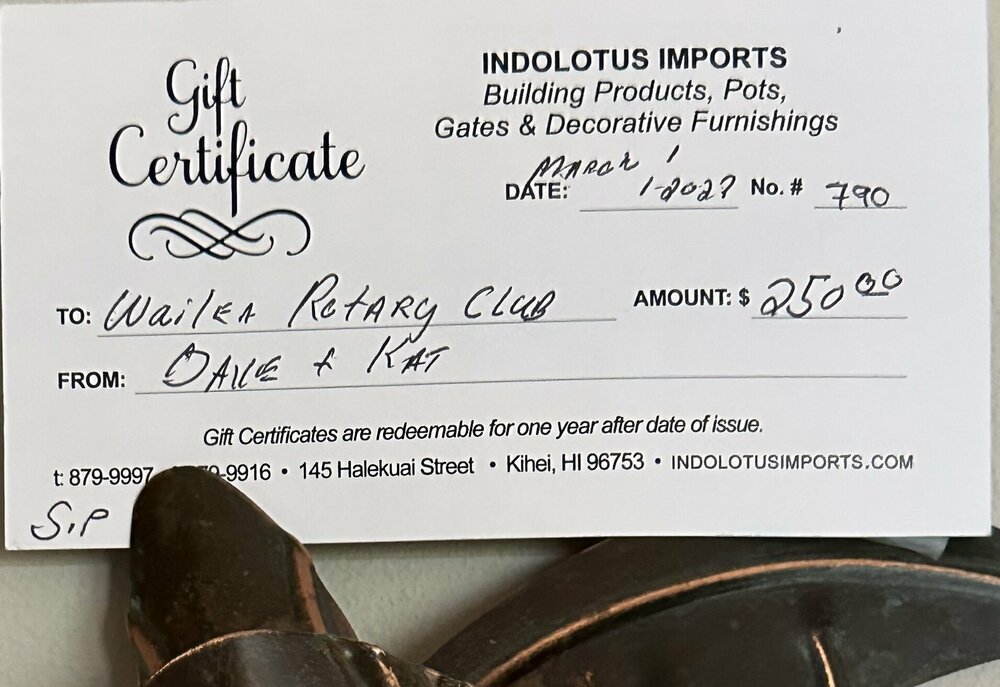 Gift
Certificate
INDOLOTUS IMPORTS
Building Products, Pots,
Gates & Decorative Furnishings
MARCH 1
DATE: 1-2027 No. # 790
TO: Wailea Rotary Club AMOUNT: $ 250 00
FROM: DAVE & KAT
Gift Certificates are redeemable for one year after date of issue.
t: 879-9997 9-9916 • 145 Halekuai Street • Kihei, HI 96753 • INDOLOTUSIMPORTS.COM
S.P